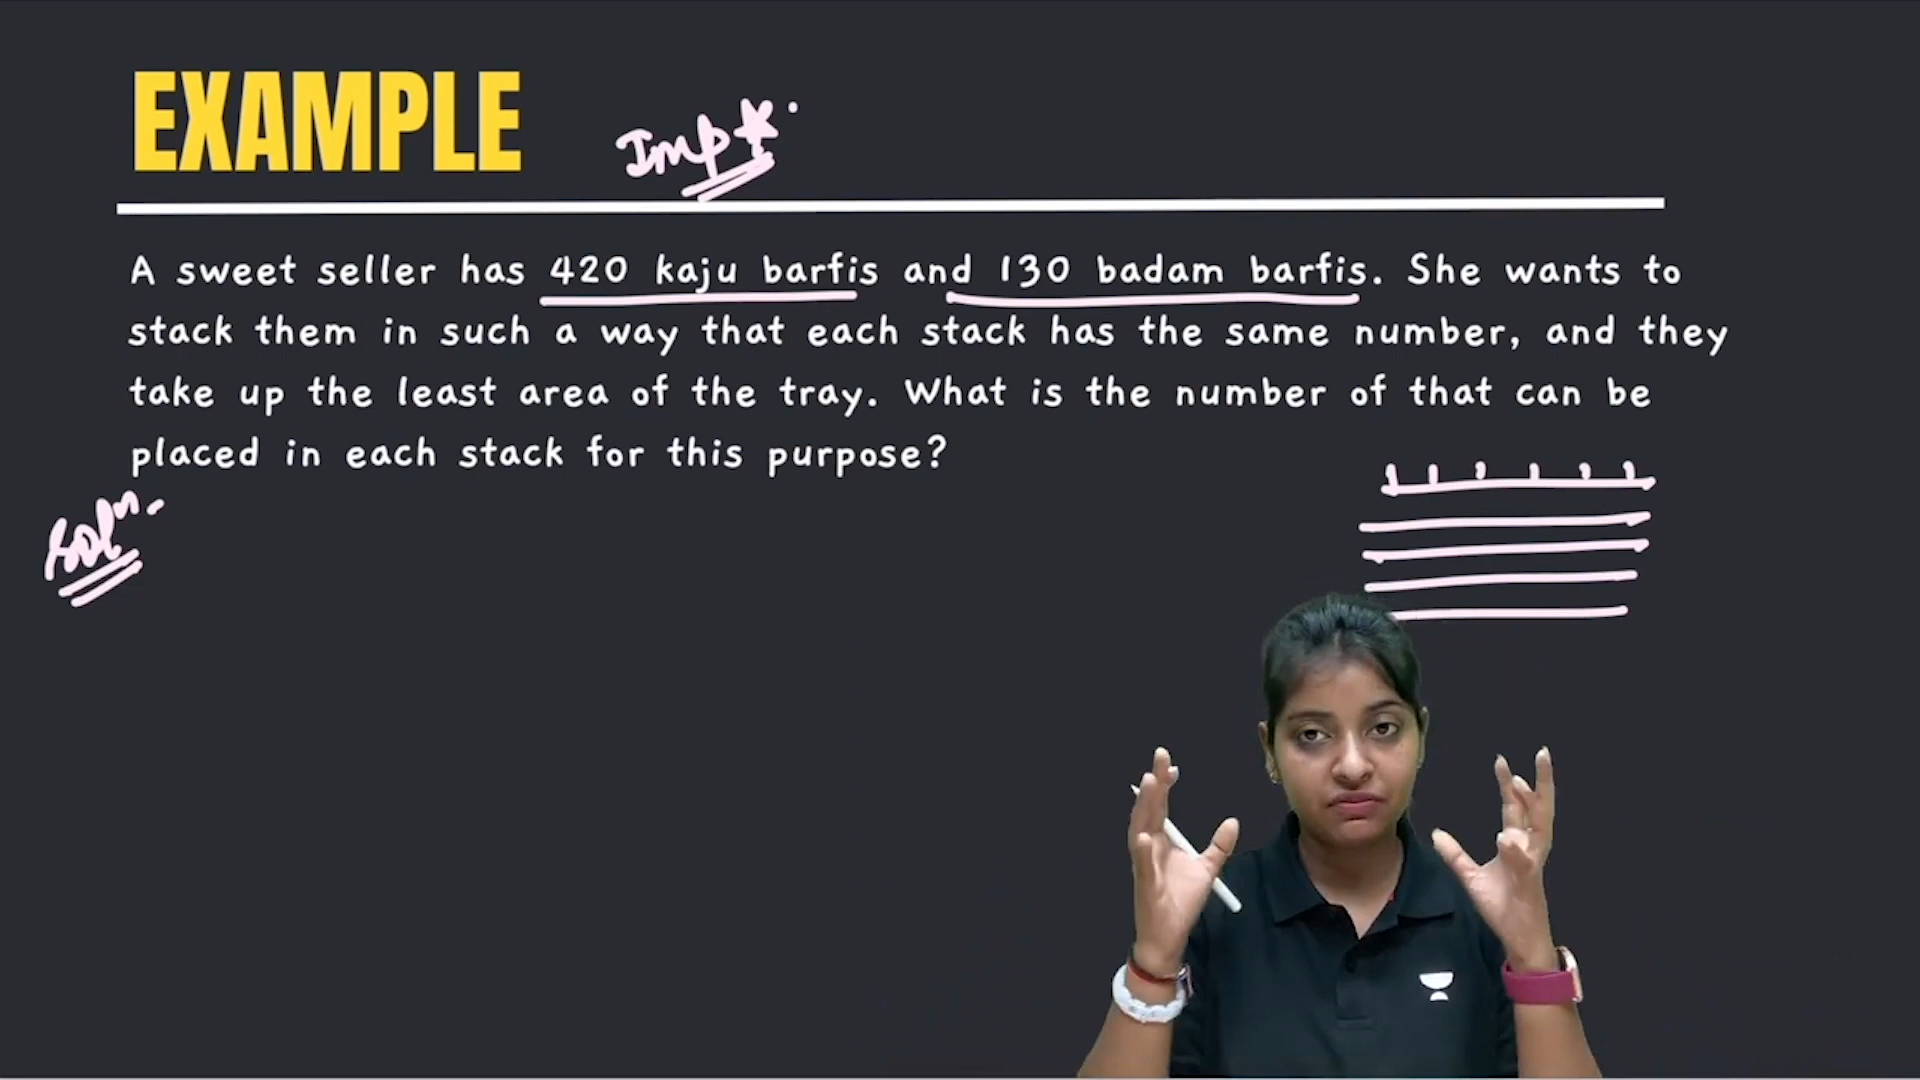 EXAMPLE
Imp
A sweet seller has 420 kaju barfis and 130 badam barfis. She wants to
stack them in such a way that each stack has the same number, and they
take up the least area of the tray. What is the number of that can be
placed in each stack for this purpose?
Solⁿ.